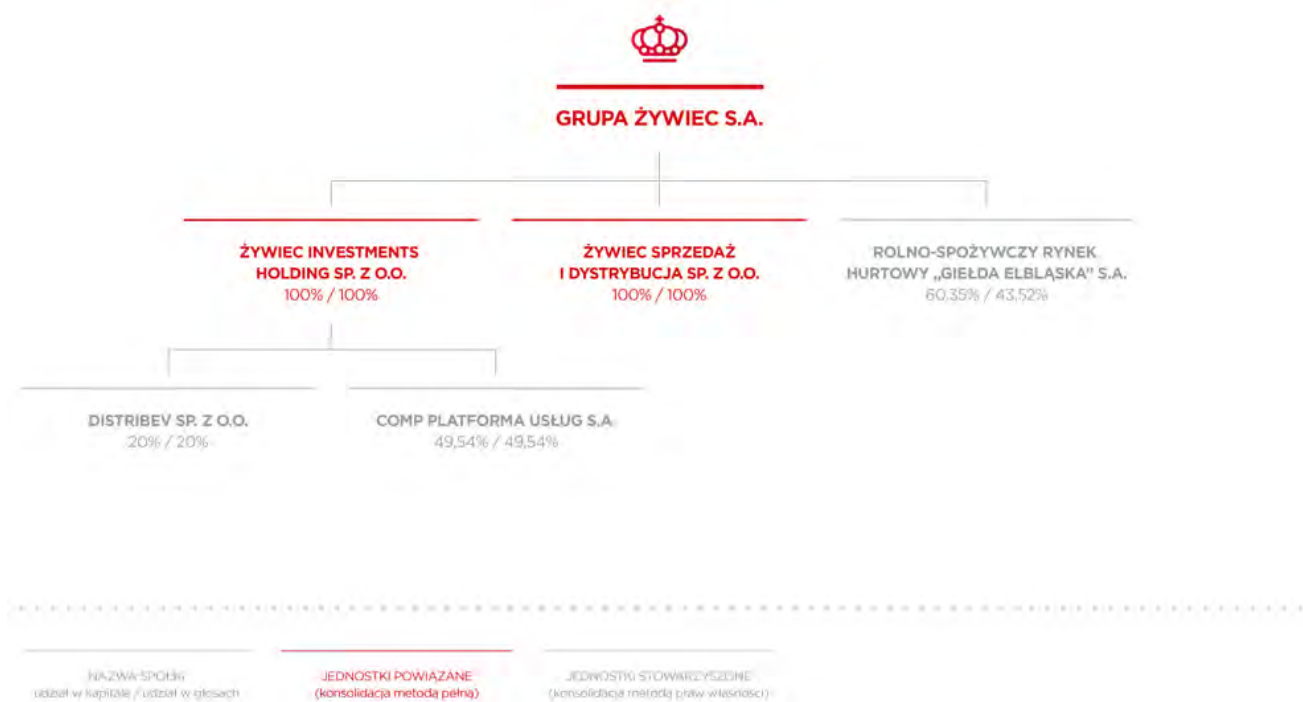 GRUPA ŻYWIEC S.A.
ŻYWIEC INVESTMENTS
HOLDING SP. Z O.O.
100% / 100%
ŻYWIEC SPRZEDAŻ
I DYSTRYBUCJA SP. Z O.O.
100% / 100%
ROLNO-SPOŻYWCZY RYNEK
HURTOWY „GIEŁDA ELBLĄSKA” S.A.
60,35% / 43,52%
DISTRIBEV SP. Z O.O.
20% / 20%
COMP PLATFORMA USŁUG S.A.
49,54% / 49,54%
NAZWA SPÓŁKI
udział w kapitale / udział w głosach
JEDNOSTKI POWIĄZANE
(konsolidacja metodą pełną)
JEDNOSTKI STOWARZYSZONE
(konsolidacja metodą praw własności)